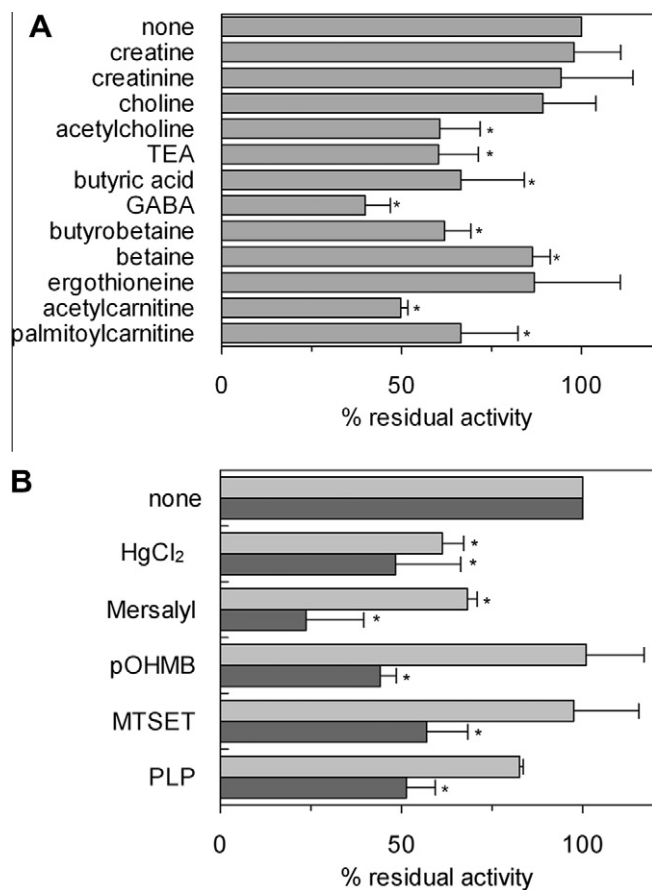 A
none
creatine
creatinine
choline
acetylcholine *
TEA *
butyric acid *
GABA *
butyrobetaine *
betaine *
ergothioneine
acetylcarnitine *
palmitoylcarnitine *
0 50 100
% residual activity
B
none
HgCl₂ *
*
Mersalyl *
*
pOHMB
*
MTSET
*
PLP
*
0 50 100
% residual activity